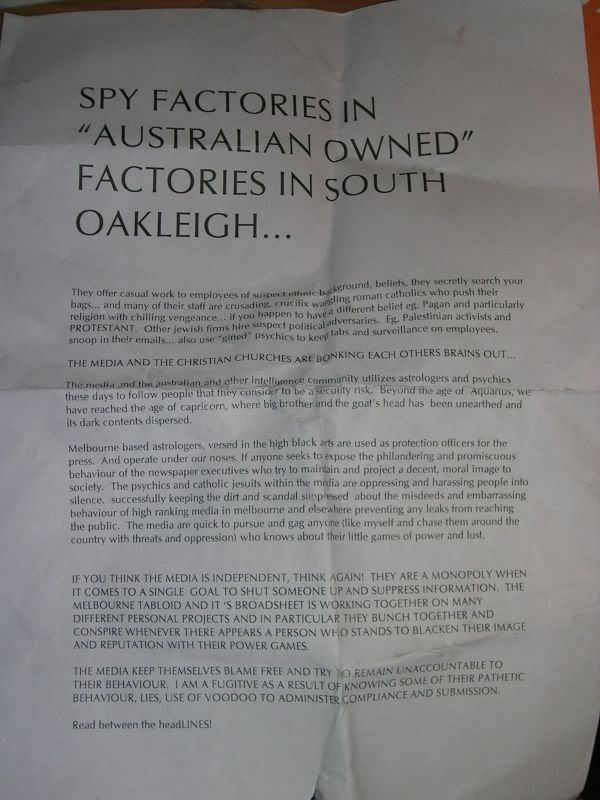 SPY FACTORIES IN
“AUSTRALIAN OWNED”
FACTORIES IN SOUTH
OAKLEIGH...
They offer casual work to employees of suspect ethnic background, beliefs, they secretly search your
bags... and many of their staff are crusading, crucifix wangling roman catholics who push their
religion with chilling vengeance... if you happen to have a different belief eg. Pagan and particularly
PROTESTANT. Other jewish firms hire suspect political adversaries. Eg. Palestinian activists and
snoop in their emails... also use “gifted” psychics to keep tabs and surveillance on employees.
THE MEDIA AND THE CHRISTIAN CHURCHES ARE BONKING EACH OTHERS BRAINS OUT...
The media and the australian and other intelligence community utilizes astrologers and psychics
these days to follow people that they consider to be a security risk. Beyond the age of Aquarius, we
have reached the age of capricorn, where big brother and the goat's head has been unearthed and
its dark contents dispersed.
Melbourne based astrologers, versed in the high black arts are used as protection officers for the
press. And operate under our noses. If anyone seeks to expose the philandering and promiscuous
behaviour of the newspaper executives who try to maintain and project a decent, moral image to
society. The psychics and catholic jesuits within the media are oppressing and harassing people into
silence. successfully keeping the dirt and scandal suppressed about the misdeeds and embarrassing
behaviour of high ranking media in melbourne and elsewhere preventing any leaks from reaching
the public. The media are quick to pursue and gag anyone (like myself and chase them around the
country with threats and oppression) who knows about their little games of power and lust.
IF YOU THINK THE MEDIA IS INDEPENDENT, THINK AGAIN! THEY ARE A MONOPOLY WHEN
IT COMES TO A SINGLE GOAL TO SHUT SOMEONE UP AND SUPPRESS INFORMATION. THE
MELBOURNE TABLOID AND IT 'S BROADSHEET IS WORKING TOGETHER ON MANY
DIFFERENT PERSONAL PROJECTS AND IN PARTICULAR THEY BUNCH TOGETHER AND
CONSPIRE WHENEVER THERE APPEARS A PERSON WHO STANDS TO BLACKEN THEIR IMAGE
AND REPUTATION WITH THEIR POWER GAMES.
THE MEDIA KEEP THEMSELVES BLAME FREE AND TRY TO REMAIN UNACCOUNTABLE TO
THEIR BEHAVIOUR. I AM A FUGITIVE AS A RESULT OF KNOWING SOME OF THEIR PATHETIC
BEHAVIOUR, LIES, USE OF VOODOO TO ADMINISTER COMPLIANCE AND SUBMISSION.
Read between the headLINES!